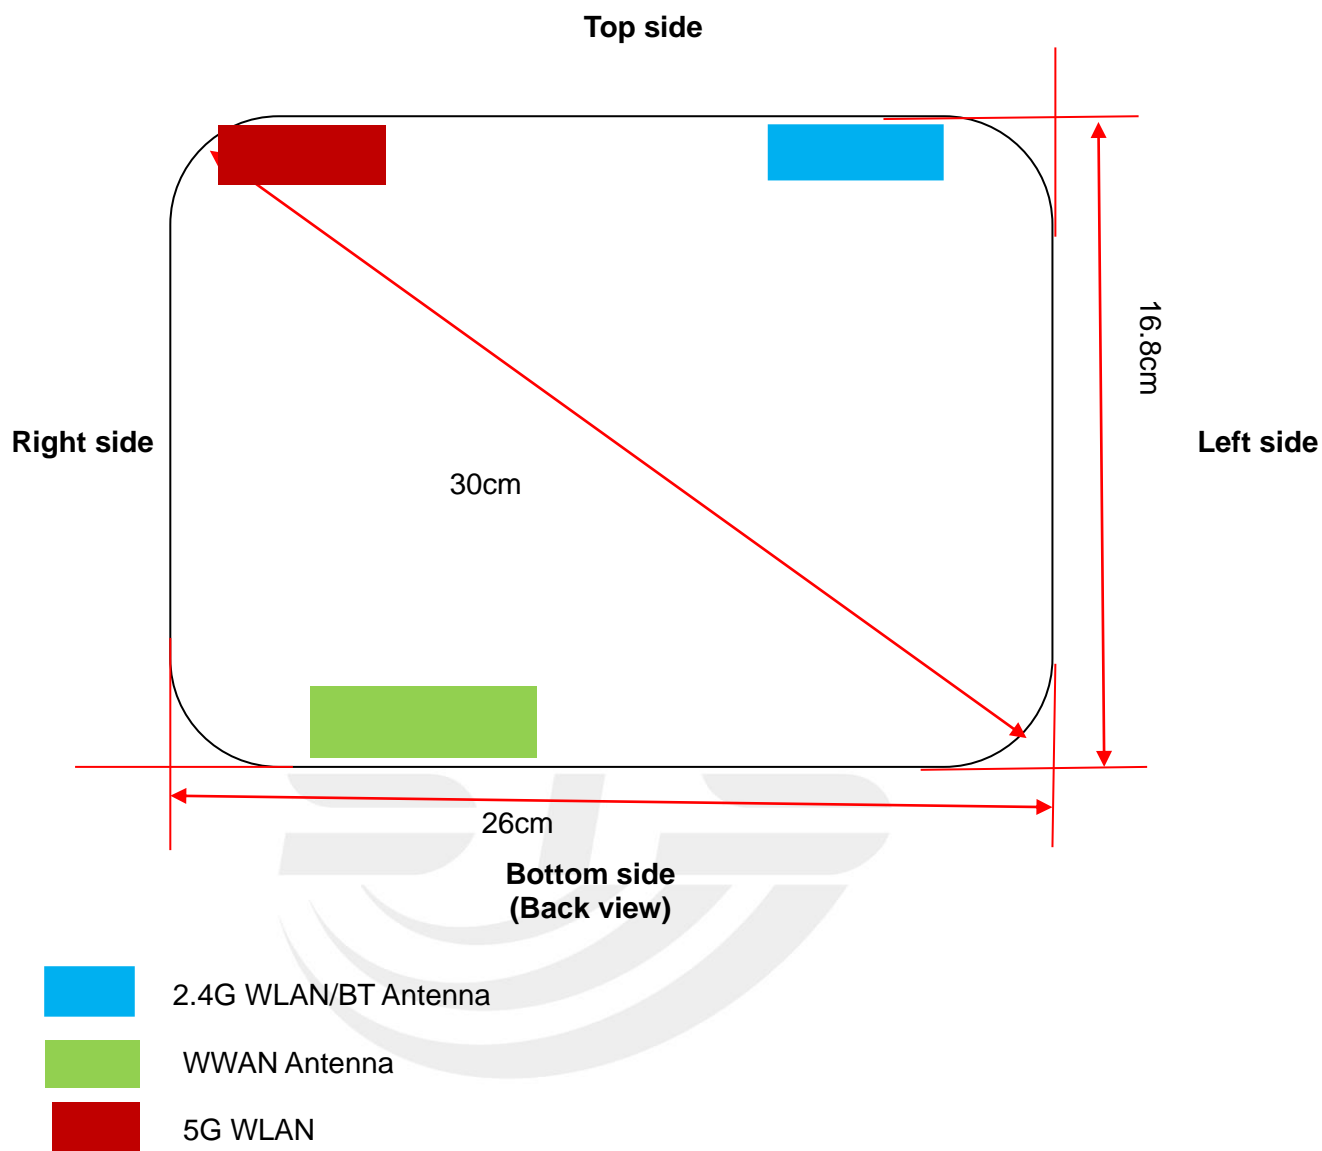 Top side
16.8cm
Right side
Left side
30cm
26cm
Bottom side
(Back view)
2.4G WLAN/BT Antenna
WWAN Antenna
5G WLAN